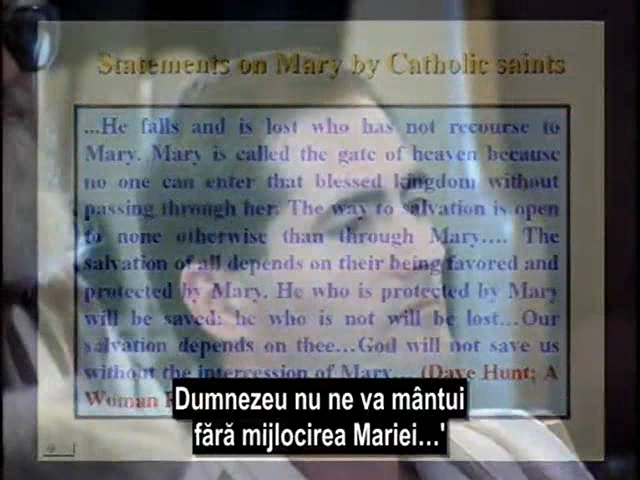 Statements on Mary by Catholic saints
...He falls and is lost who has not recourse to
Mary. Mary is called the gate of heaven because
no one can enter that blessed kingdom without
passing through her. The way to salvation is open
to none otherwise than through Mary.... The
salvation of all depends on their being favored and
protected by Mary. He who is protected by Mary
will be saved: he who is not will be lost...Our
salvation depends on thee...God will not save us
without the intercession of Mary... (Dave Hunt; A
Woman
Dumnezeu nu ne va mântui
fără mijlocirea Mariei...'